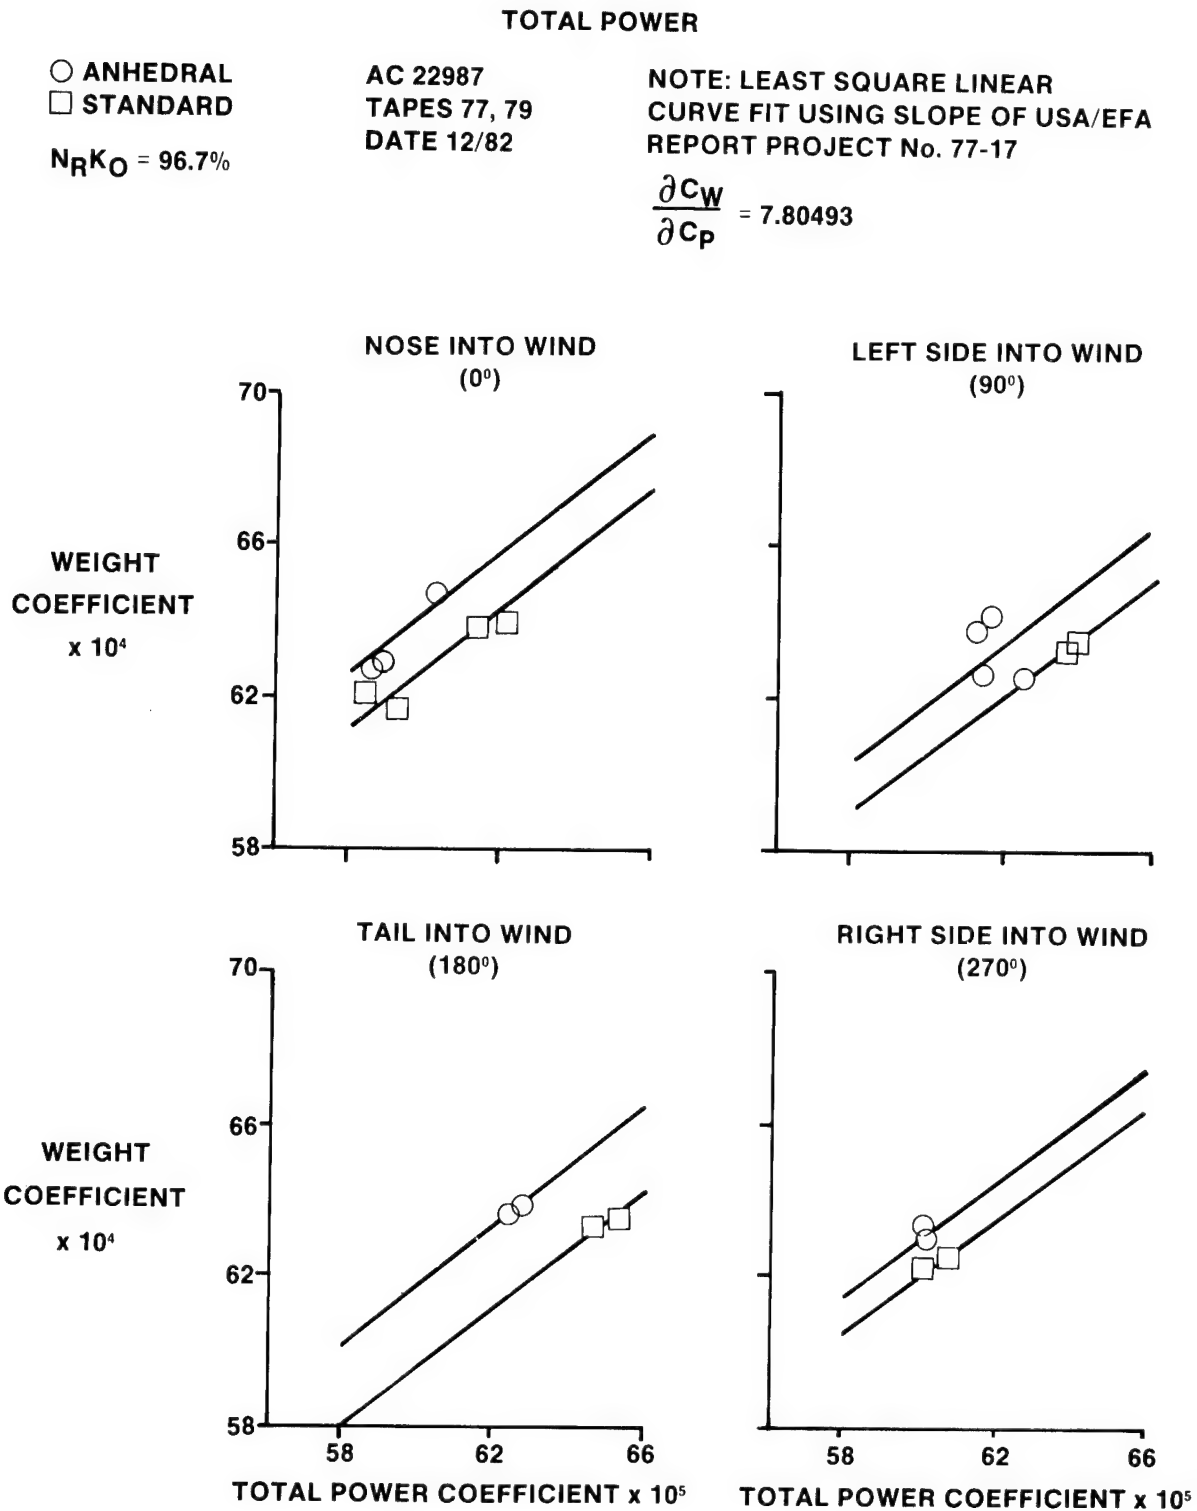 TOTAL POWER
○ ANHEDRAL
□ STANDARD
NRKO = 96.7%
AC 22987
TAPES 77, 79
DATE 12/82
NOTE: LEAST SQUARE LINEAR
CURVE FIT USING SLOPE OF USA/EFA
REPORT PROJECT No. 77-17
∂CW
∂CP
= 7.80493
NOSE INTO WIND
(0⁰)
70
66
62
58
WEIGHT
COEFFICIENT
x 10⁴
LEFT SIDE INTO WIND
(90⁰)
TAIL INTO WIND
(180⁰)
70
66
62
58
WEIGHT
COEFFICIENT
x 10⁴
58 62 66
TOTAL POWER COEFFICIENT x 10⁵
RIGHT SIDE INTO WIND
(270⁰)
58 62 66
TOTAL POWER COEFFICIENT x 10⁵